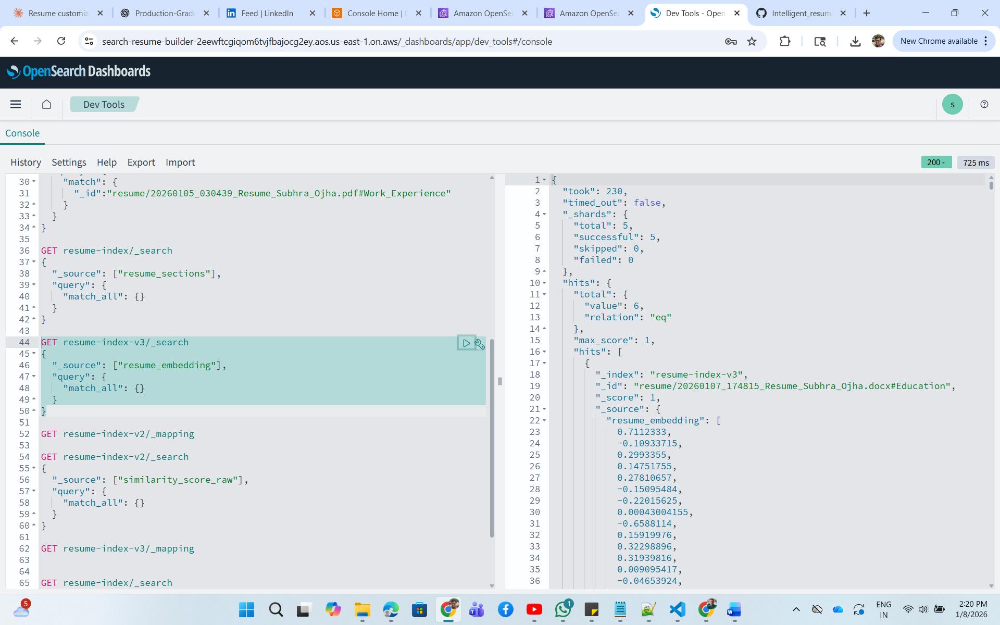 Resume customiz
Production-Grade
Feed | LinkedIn
Console Home | C
Amazon OpenSea
Amazon OpenSea
Dev Tools - Open
Intelligent_resum
search-resume-builder-2eewftcgiqom6tvjfbajocg2ey.aos.us-east-1.on.aws/_dashboards/app/dev_tools#/console
New Chrome available
OpenSearch Dashboards
Dev Tools
s
Console
History Settings Help Export Import
200 - 725 ms
30 "match": {
31 "_id":"resume/20260105_030439_Resume_Subhra_Ojha.pdf#Work_Experience"
32 }
33 }
34 }
35
36 GET resume-index/_search
37 {
38 "_source": ["resume_sections"],
39 "query": {
40 "match_all": {}
41 }
42 }
43
44 GET resume-index-v3/_search
45 {
46 "_source": ["resume_embedding"],
47 "query": {
48 "match_all": {}
49 }
50 }
51
52 GET resume-index-v2/_mapping
53
54 GET resume-index-v2/_search
55 {
56 "_source": ["similarity_score_raw"],
57 "query": {
58 "match_all": {}
59 }
60 }
61
62 GET resume-index-v3/_mapping
63
64
65 GET resume-index/_search
1 {
2 "took": 230,
3 "timed_out": false,
4 "_shards": {
5 "total": 5,
6 "successful": 5,
7 "skipped": 0,
8 "failed": 0
9 },
10 "hits": {
11 "total": {
12 "value": 6,
13 "relation": "eq"
14 },
15 "max_score": 1,
16 "hits": [
17 {
18 "_index": "resume-index-v3",
19 "_id": "resume/20260107_174815_Resume_Subhra_Ojha.docx#Education",
20 "_score": 1,
21 "_source": {
22 "resume_embedding": [
23 0.7112333,
24 -0.10933715,
25 0.2993355,
26 0.14751755,
27 0.27810657,
28 -0.15095484,
29 -0.22015625,
30 0.00043004155,
31 -0.6588114,
32 0.15919976,
33 0.32298896,
34 0.31939816,
35 0.009095417,
36 -0.04653924,
5
1
ENG
IN
2:20 PM
1/8/2026